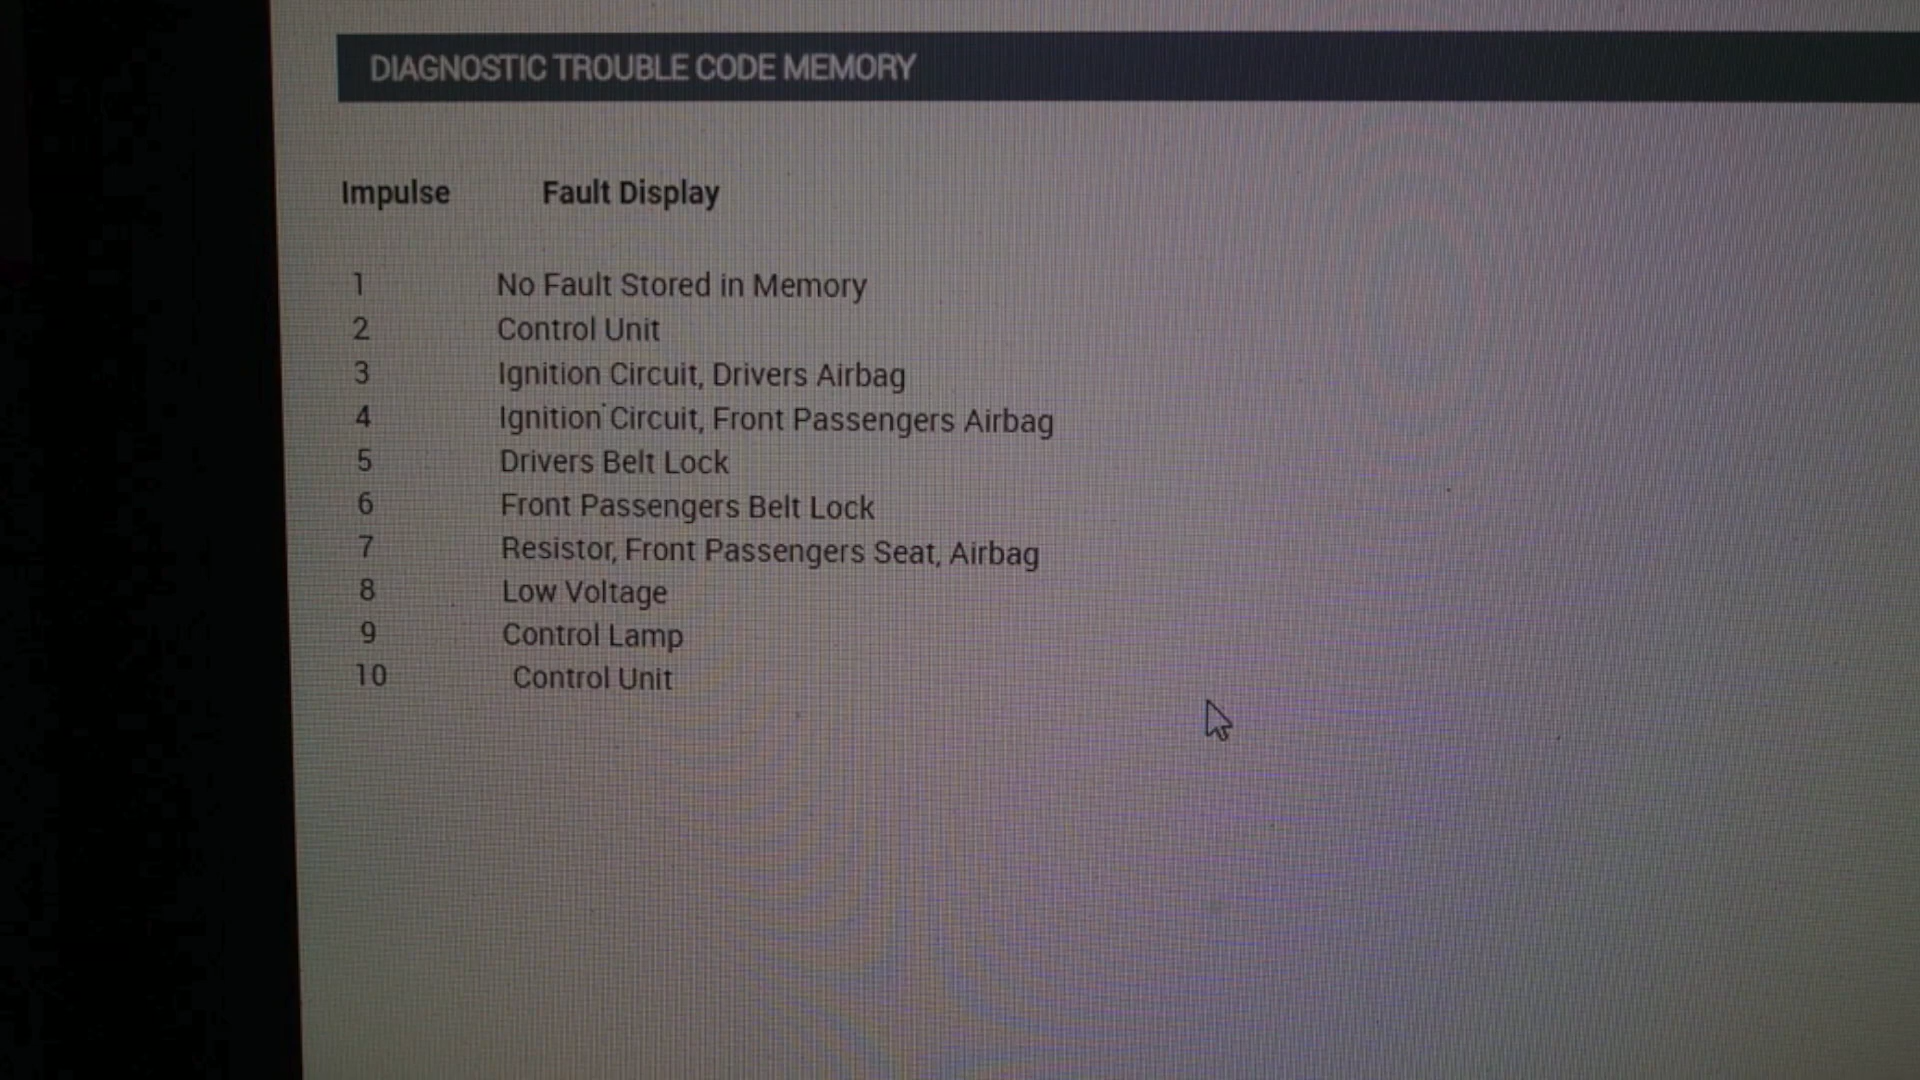 DIAGNOSTIC TROUBLE CODE MEMORY
Impulse Fault Display
1 No Fault Stored in Memory
2 Control Unit
3 Ignition Circuit, Drivers Airbag
4 Ignition Circuit, Front Passengers Airbag
5 Drivers Belt Lock
6 Front Passengers Belt Lock
7 Resistor, Front Passengers Seat, Airbag
8 Low Voltage
9 Control Lamp
10 Control Unit